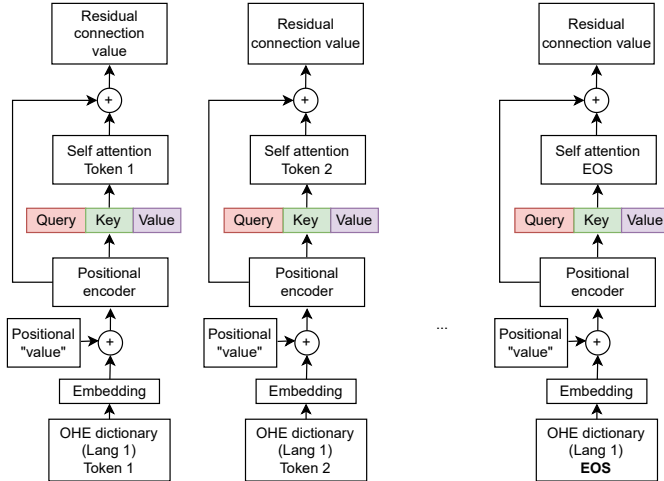 Residual
connection
value
+
Self attention
Token 1
Query Key Value
Positional
encoder
Positional
"value"
+
Embedding
OHE dictionary
(Lang 1)
Token 1
Residual
connection value
+
Self attention
Token 2
Query Key Value
Positional
encoder
Positional
"value"
+
Embedding
OHE dictionary
(Lang 1)
Token 2
...
Residual
connection value
+
Self attention
EOS
Query Key Value
Positional
encoder
Positional
"value"
+
Embedding
OHE dictionary
(Lang 1)
EOS